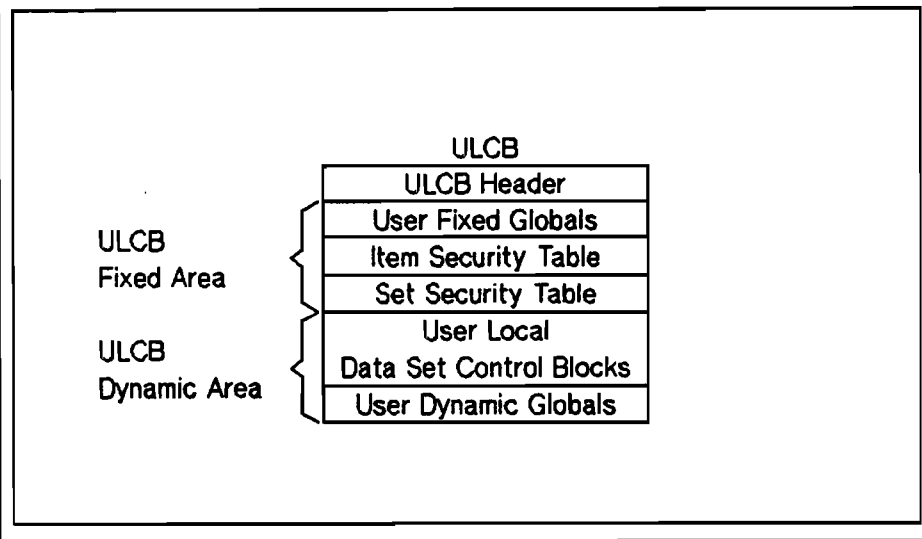 ULCB
ULCB Header
User Fixed Globals
Item Security Table
Set Security Table
User Local
Data Set Control Blocks
User Dynamic Globals
ULCB
Fixed Area
ULCB
Dynamic Area